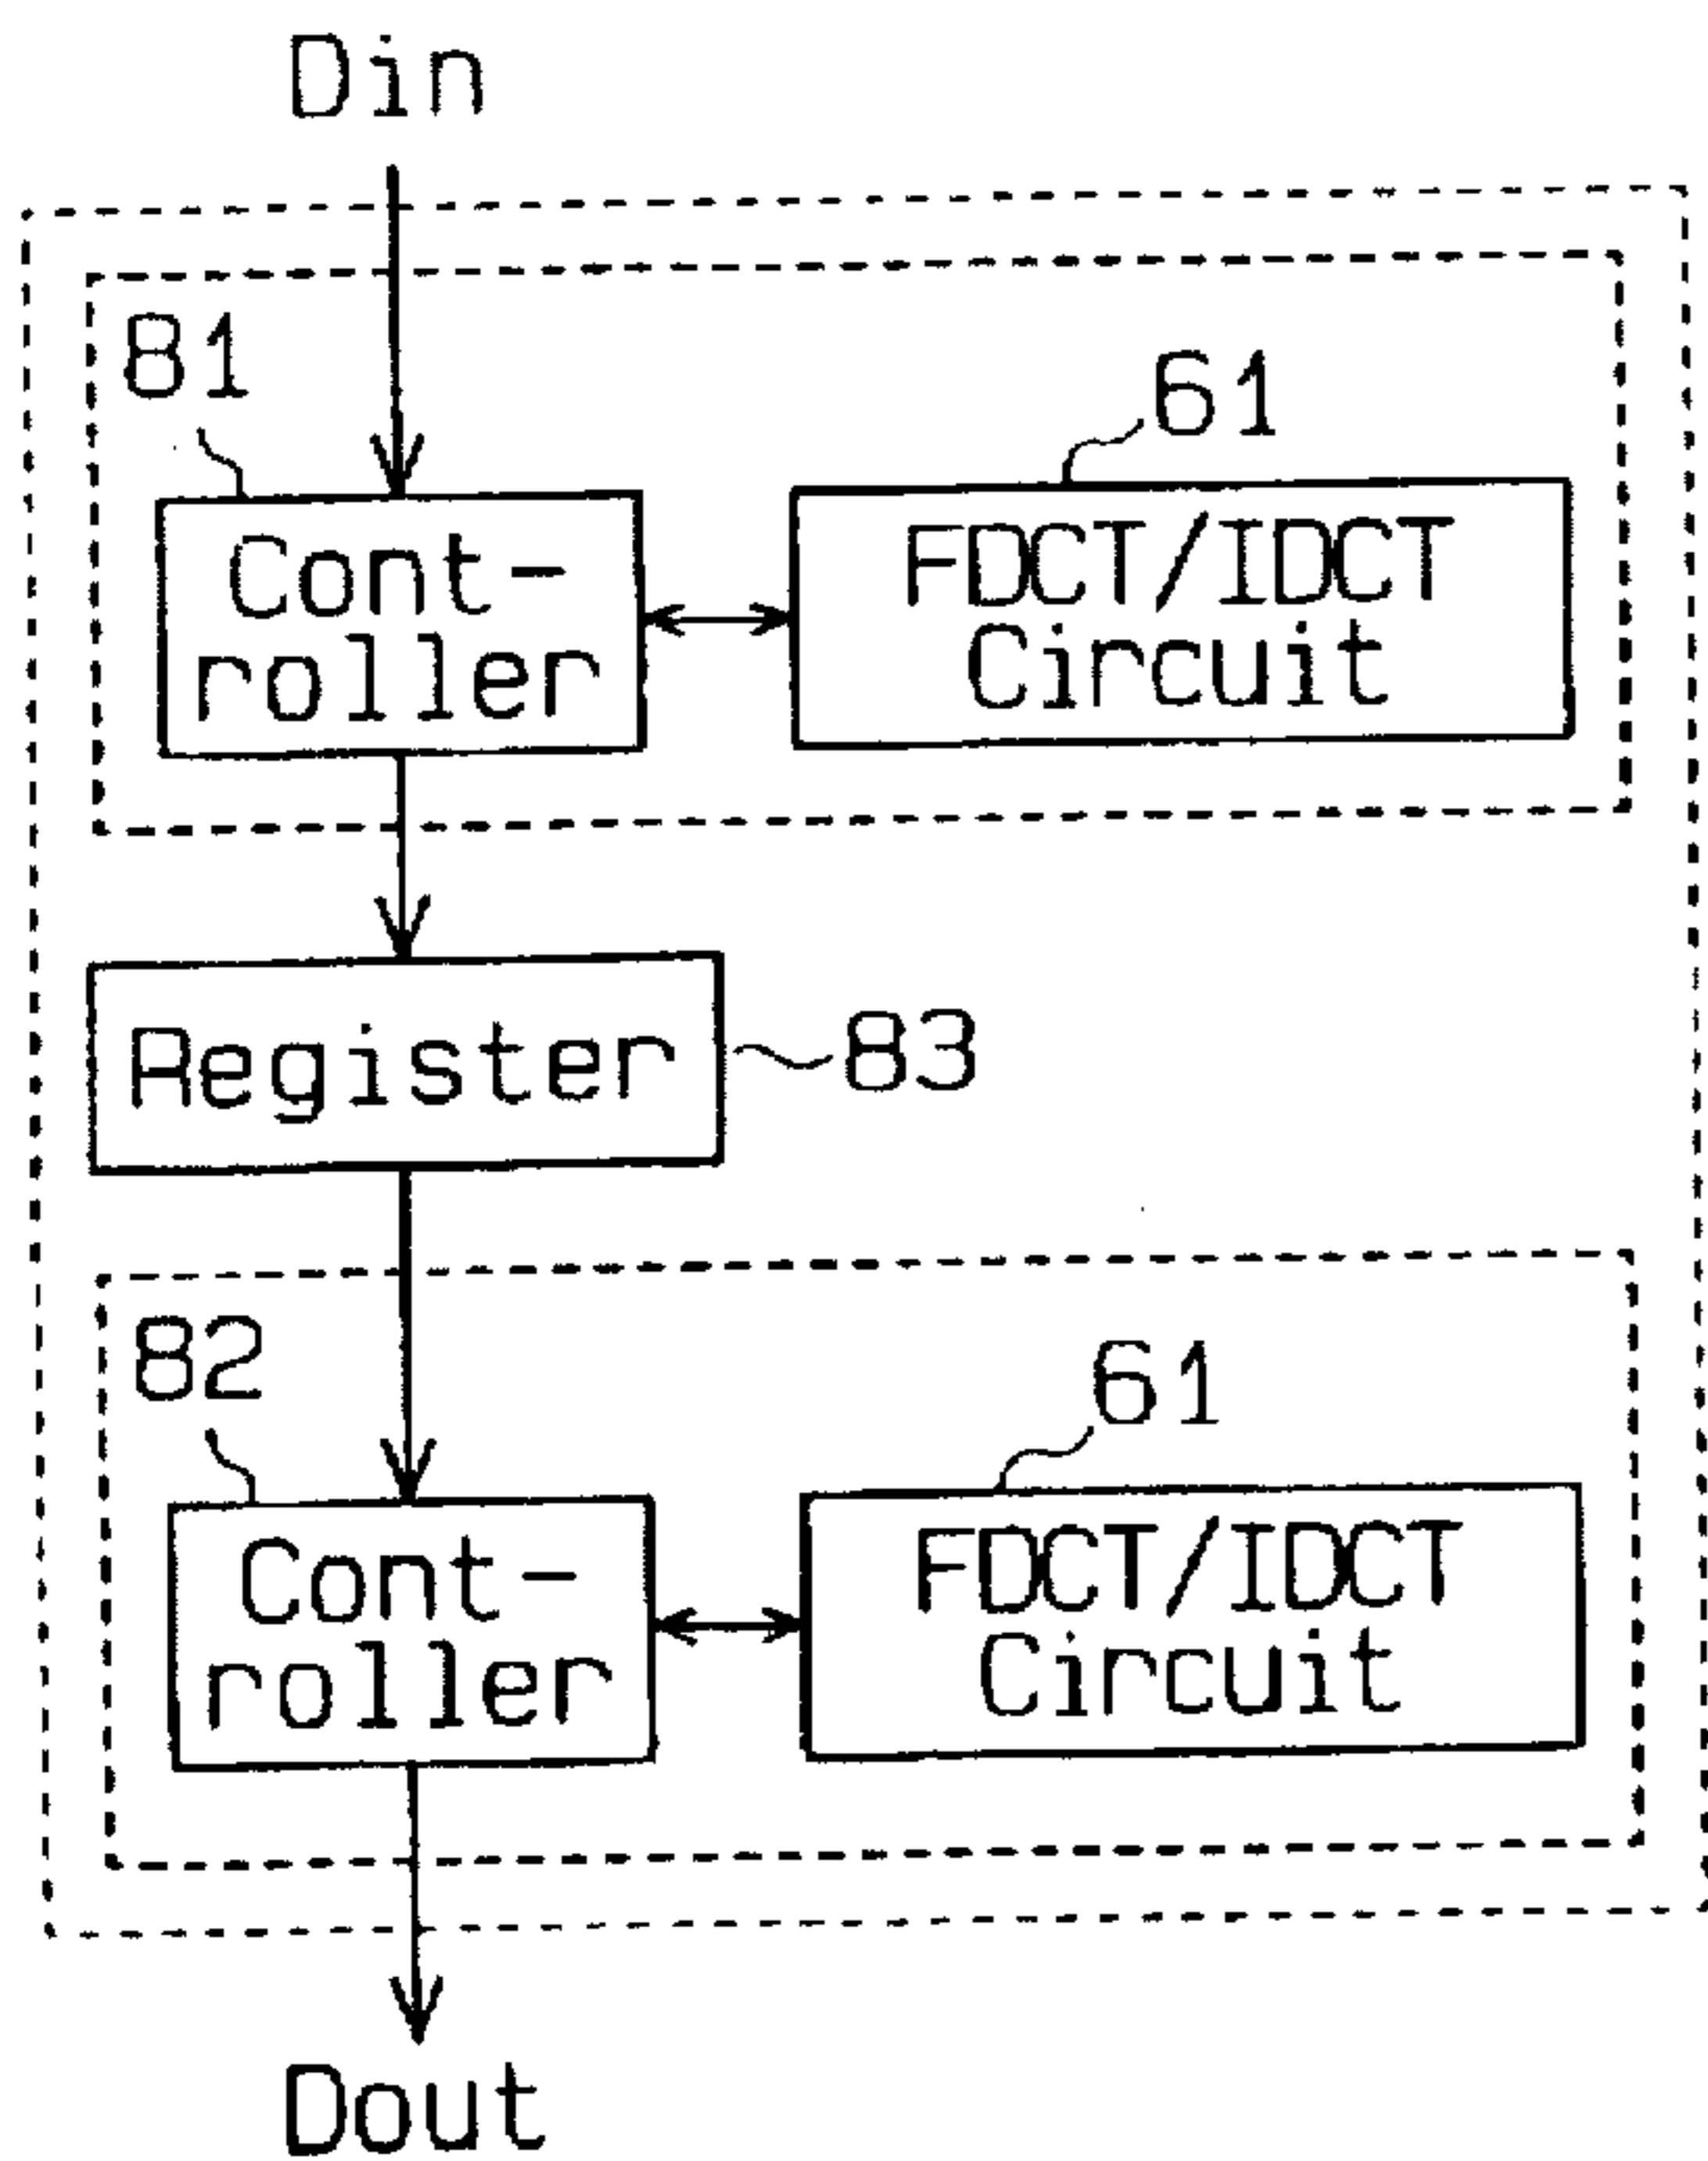 Din
81
61
Cont-
roller
FDCT/IDCT
Circuit
Register
83
82
61
Cont-
roller
FDCT/IDCT
Circuit
Dout